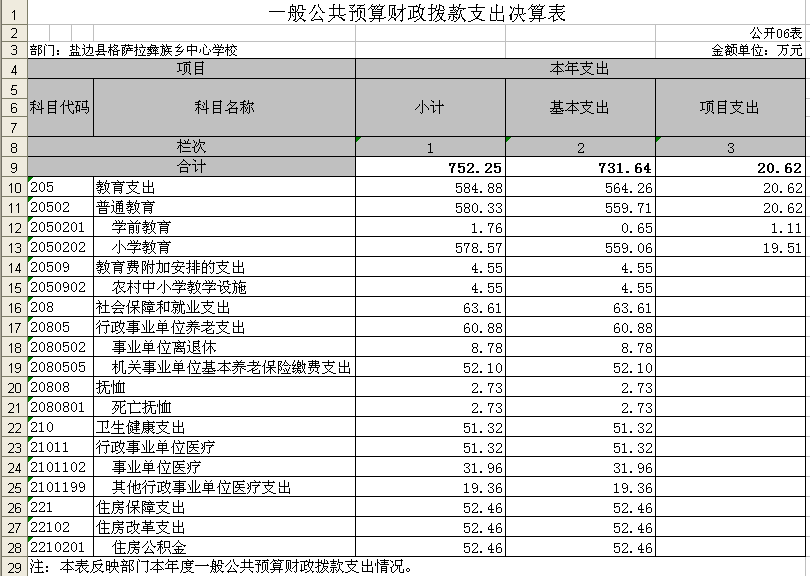 1 一般公共预算财政拨款支出决算表
2 公开06表
3 部门：盐边县格萨拉彝族乡中心学校 金额单位：万元
4 项目 本年支出
5
6 科目代码 科目名称 小计 基本支出 项目支出
7
8 栏次 1 2 3
9 合计 752.25 731.64 20.62
10 205 教育支出 584.88 564.26 20.62
11 20502 普通教育 580.33 559.71 20.62
12 2050201 学前教育 1.76 0.65 1.11
13 2050202 小学教育 578.57 559.06 19.51
14 20509 教育费附加安排的支出 4.55 4.55
15 2050902 农村中小学教学设施 4.55 4.55
16 208 社会保障和就业支出 63.61 63.61
17 20805 行政事业单位养老支出 60.88 60.88
18 2080502 事业单位离退休 8.78 8.78
19 2080505 机关事业单位基本养老保险缴费支出 52.10 52.10
20 20808 抚恤 2.73 2.73
21 2080801 死亡抚恤 2.73 2.73
22 210 卫生健康支出 51.32 51.32
23 21011 行政事业单位医疗 51.32 51.32
24 2101102 事业单位医疗 31.96 31.96
25 2101199 其他行政事业单位医疗支出 19.36 19.36
26 221 住房保障支出 52.46 52.46
27 22102 住房改革支出 52.46 52.46
28 2210201 住房公积金 52.46 52.46
29 注：本表反映部门本年度一般公共预算财政拨款支出情况。